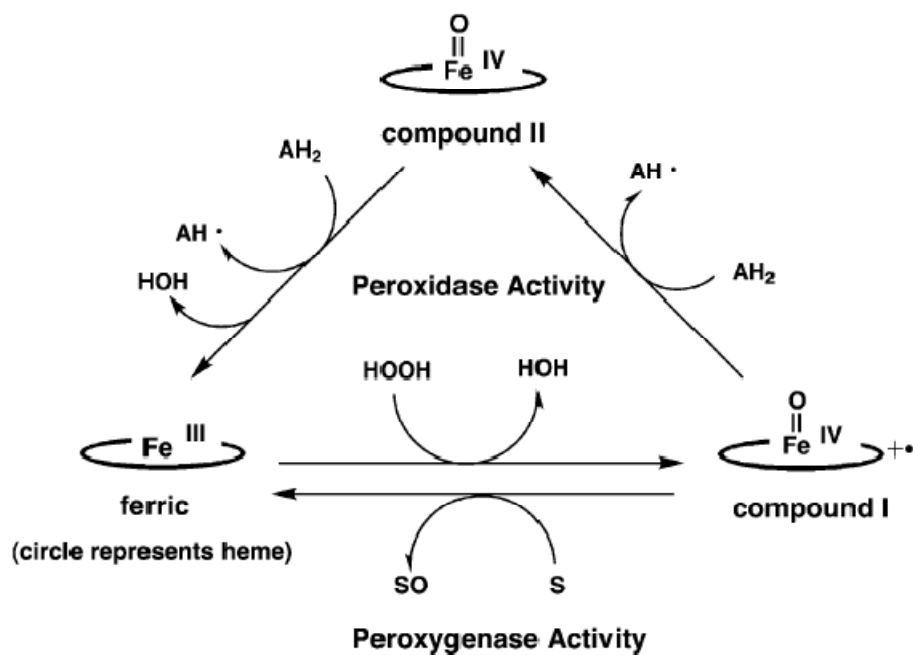 O
Fe IV
compound II
AH₂
AH ·
AH ·
HOH
Peroxidase Activity
AH₂
HOOH
HOH
Fe III
O
Fe IV +•
ferric
compound I
(circle represents heme)
SO
S
Peroxygenase Activity